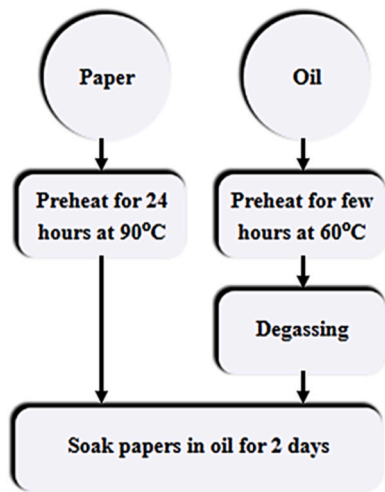 Paper
Oil
Preheat for 24
hours at 90°C
Preheat for few
hours at 60°C
Degassing
Soak papers in oil for 2 days